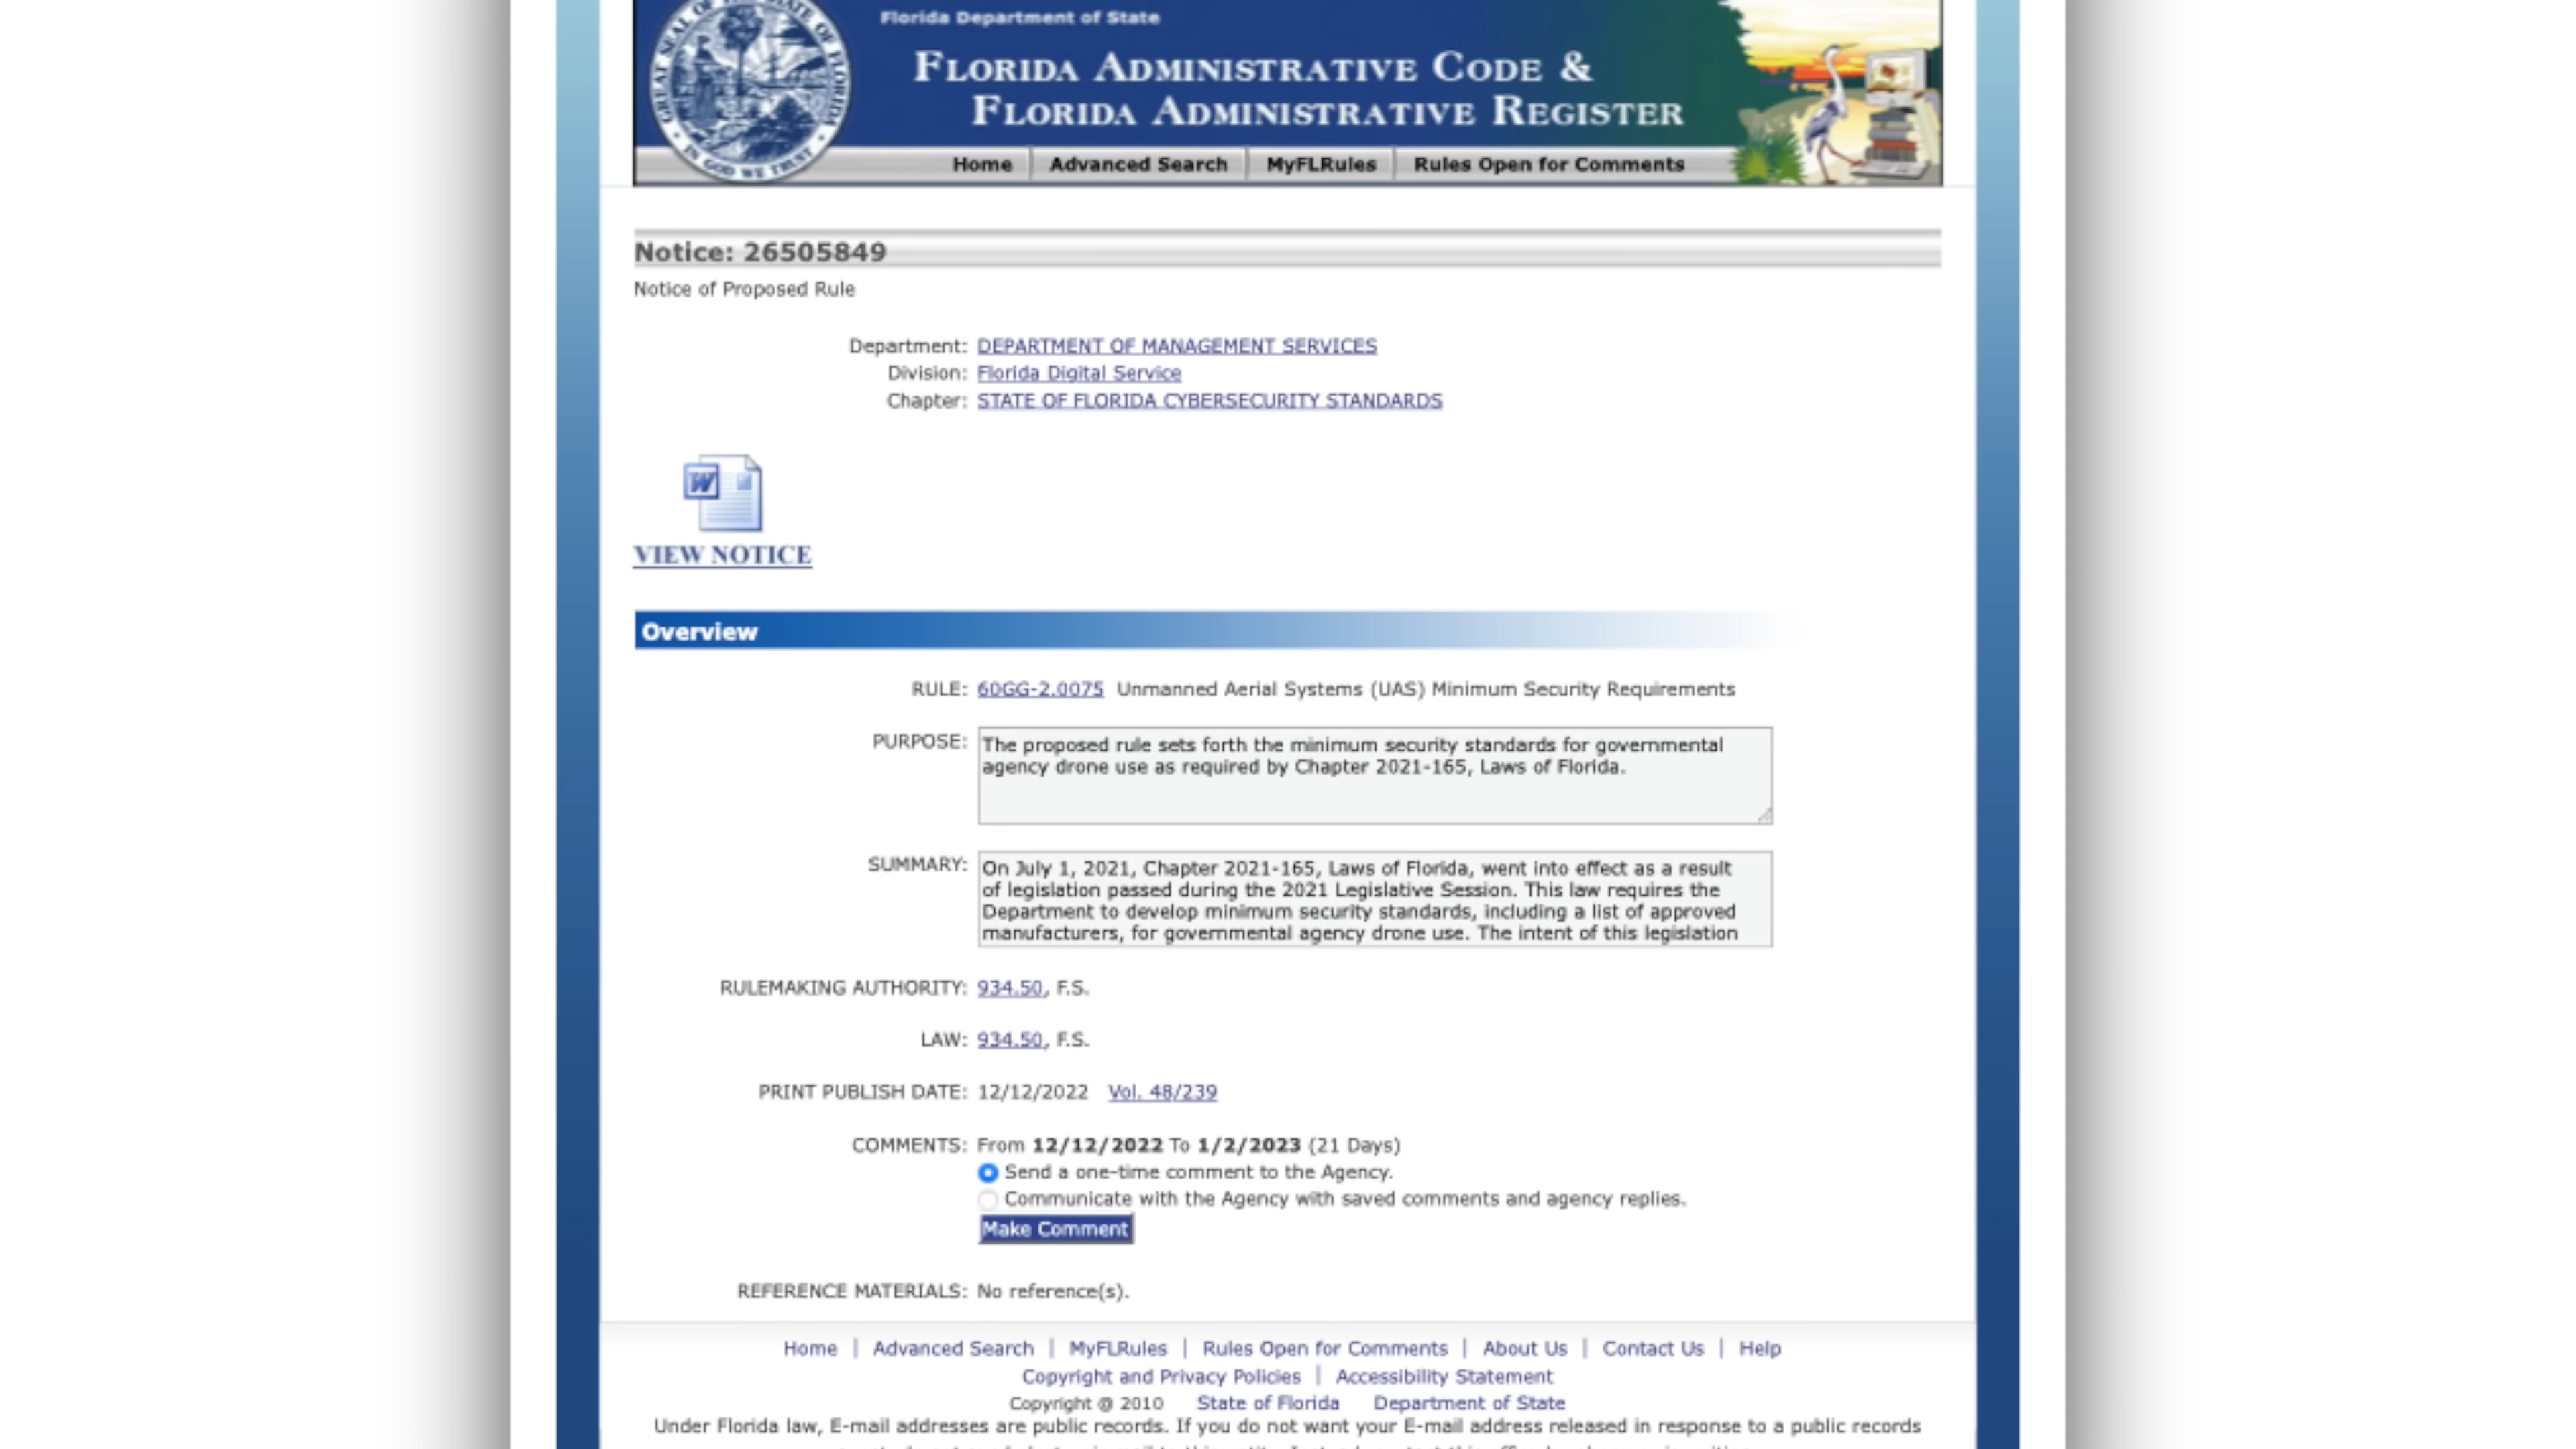 Florida Department of State
FLORIDA ADMINISTRATIVE CODE &
FLORIDA ADMINISTRATIVE REGISTER
GREAT SEAL OF THE STATE OF FLORIDA
IN GOD WE TRUST
Home Advanced Search MyFLRules Rules Open for Comments
Notice: 26505849
Notice of Proposed Rule
Department: DEPARTMENT OF MANAGEMENT SERVICES
Division: Florida Digital Service
Chapter: STATE OF FLORIDA CYBERSECURITY STANDARDS
W
VIEW NOTICE
Overview
RULE: 60GG-2.0075 Unmanned Aerial Systems (UAS) Minimum Security Requirements
PURPOSE: The proposed rule sets forth the minimum security standards for governmental
agency drone use as required by Chapter 2021-165, Laws of Florida.
SUMMARY: On July 1, 2021, Chapter 2021-165, Laws of Florida, went into effect as a result
of legislation passed during the 2021 Legislative Session. This law requires the
Department to develop minimum security standards, including a list of approved
manufacturers, for governmental agency drone use. The intent of this legislation
RULEMAKING AUTHORITY: 934.50, F.S.
LAW: 934.50, F.S.
PRINT PUBLISH DATE: 12/12/2022 Vol. 48/239
COMMENTS: From 12/12/2022 To 1/2/2023 (21 Days)
Send a one-time comment to the Agency.
Communicate with the Agency with saved comments and agency replies.
Make Comment
REFERENCE MATERIALS: No reference(s).
Home | Advanced Search | MyFLRules | Rules Open for Comments | About Us | Contact Us | Help
Copyright and Privacy Policies | Accessibility Statement
Copyright @ 2010 State of Florida Department of State
Under Florida law, E-mail addresses are public records. If you do not want your E-mail address released in response to a public records